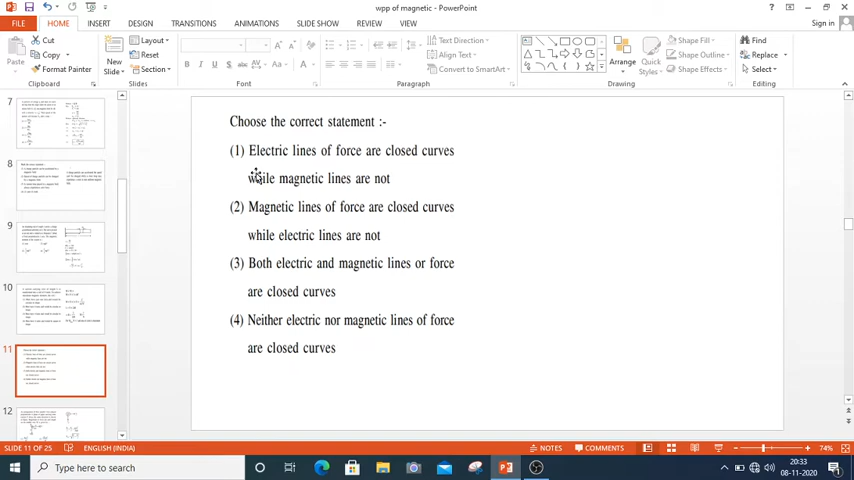 wpp of magnetic - PowerPoint
FILE HOME INSERT DESIGN TRANSITIONS ANIMATIONS SLIDE SHOW REVIEW VIEW Sign in
Cut
Copy
Format Painter
Paste
Clipboard
New
Slide
Layout
Reset
Section
Slides
Font
Text Direction
Align Text
Convert to SmartArt
Paragraph
Arrange
Quick
Styles
Shape Fill
Shape Outline
Shape Effects
Drawing
Find
Replace
Select
Editing
7
8
9
10
11
12
Choose the correct statement :-
(1) Electric lines of force are closed curves
while magnetic lines are not
(2) Magnetic lines of force are closed curves
while electric lines are not
(3) Both electric and magnetic lines or force
are closed curves
(4) Neither electric nor magnetic lines of force
are closed curves
SLIDE 11 OF 25 ENGLISH (INDIA) NOTES COMMENTS 74%
Type here to search
20:33
08-11-2020